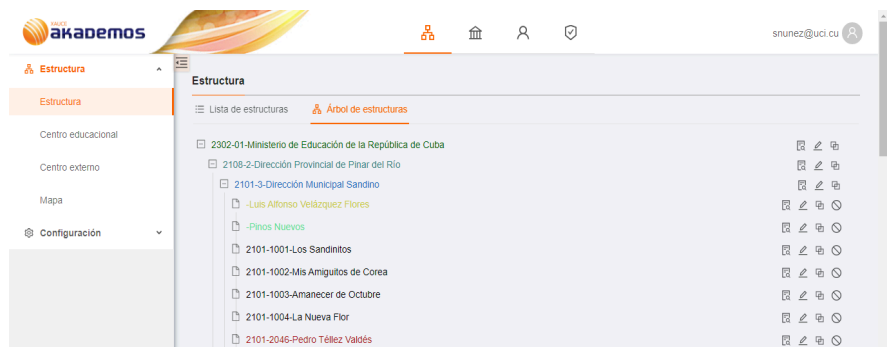 XAUCE
akademos
snunez@uci.cu
Estructura
Estructura
Centro educacional
Centro externo
Mapa
Configuración
Estructura
Lista de estructuras
Árbol de estructuras
2302-01-Ministerio de Educación de la República de Cuba
2108-2-Dirección Provincial de Pinar del Río
2101-3-Dirección Municipal Sandino
-Luis Alfonso Velázquez Flores
-Pinos Nuevos
2101-1001-Los Sandinitos
2101-1002-Mis Amiguitos de Corea
2101-1003-Amanecer de Octubre
2101-1004-La Nueva Flor
2101-2046-Pedro Téllez Valdés